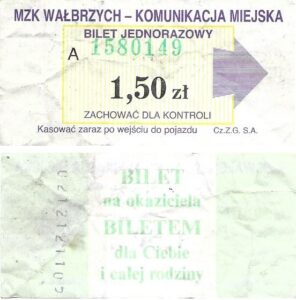 MZK WAŁBRZYCH – KOMUNIKACJA MIEJSKA
BILET JEDNORAZOWY
A 1580149
1,50 zł
ZACHOWAĆ DLA KONTROLI
Kasować zaraz po wejściu do pojazdu Cz.Z.G. S.A.
BILET
na okaziciela
BILETEM
dla Ciebie
i całej rodziny